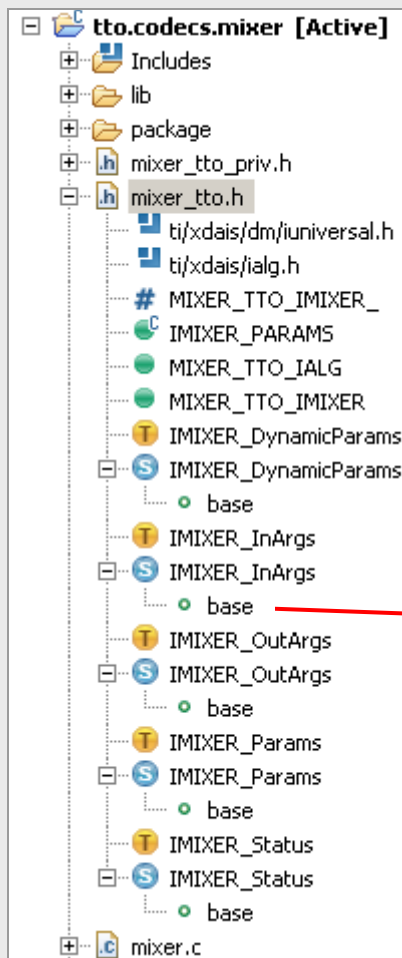 tto.codecs.mixer [Active]
Includes
lib
package
mixer_tto_priv.h
mixer_tto.h
ti/xdais/dm/iuniversal.h
ti/xdais/ialg.h
# MIXER_TTO_IMIXER_
IMIXER_PARAMS
MIXER_TTO_IALG
MIXER_TTO_IMIXER
IMIXER_DynamicParams
IMIXER_DynamicParams
base
IMIXER_InArgs
IMIXER_InArgs
base
IMIXER_OutArgs
IMIXER_OutArgs
base
IMIXER_Params
IMIXER_Params
base
IMIXER_Status
IMIXER_Status
base
mixer.c